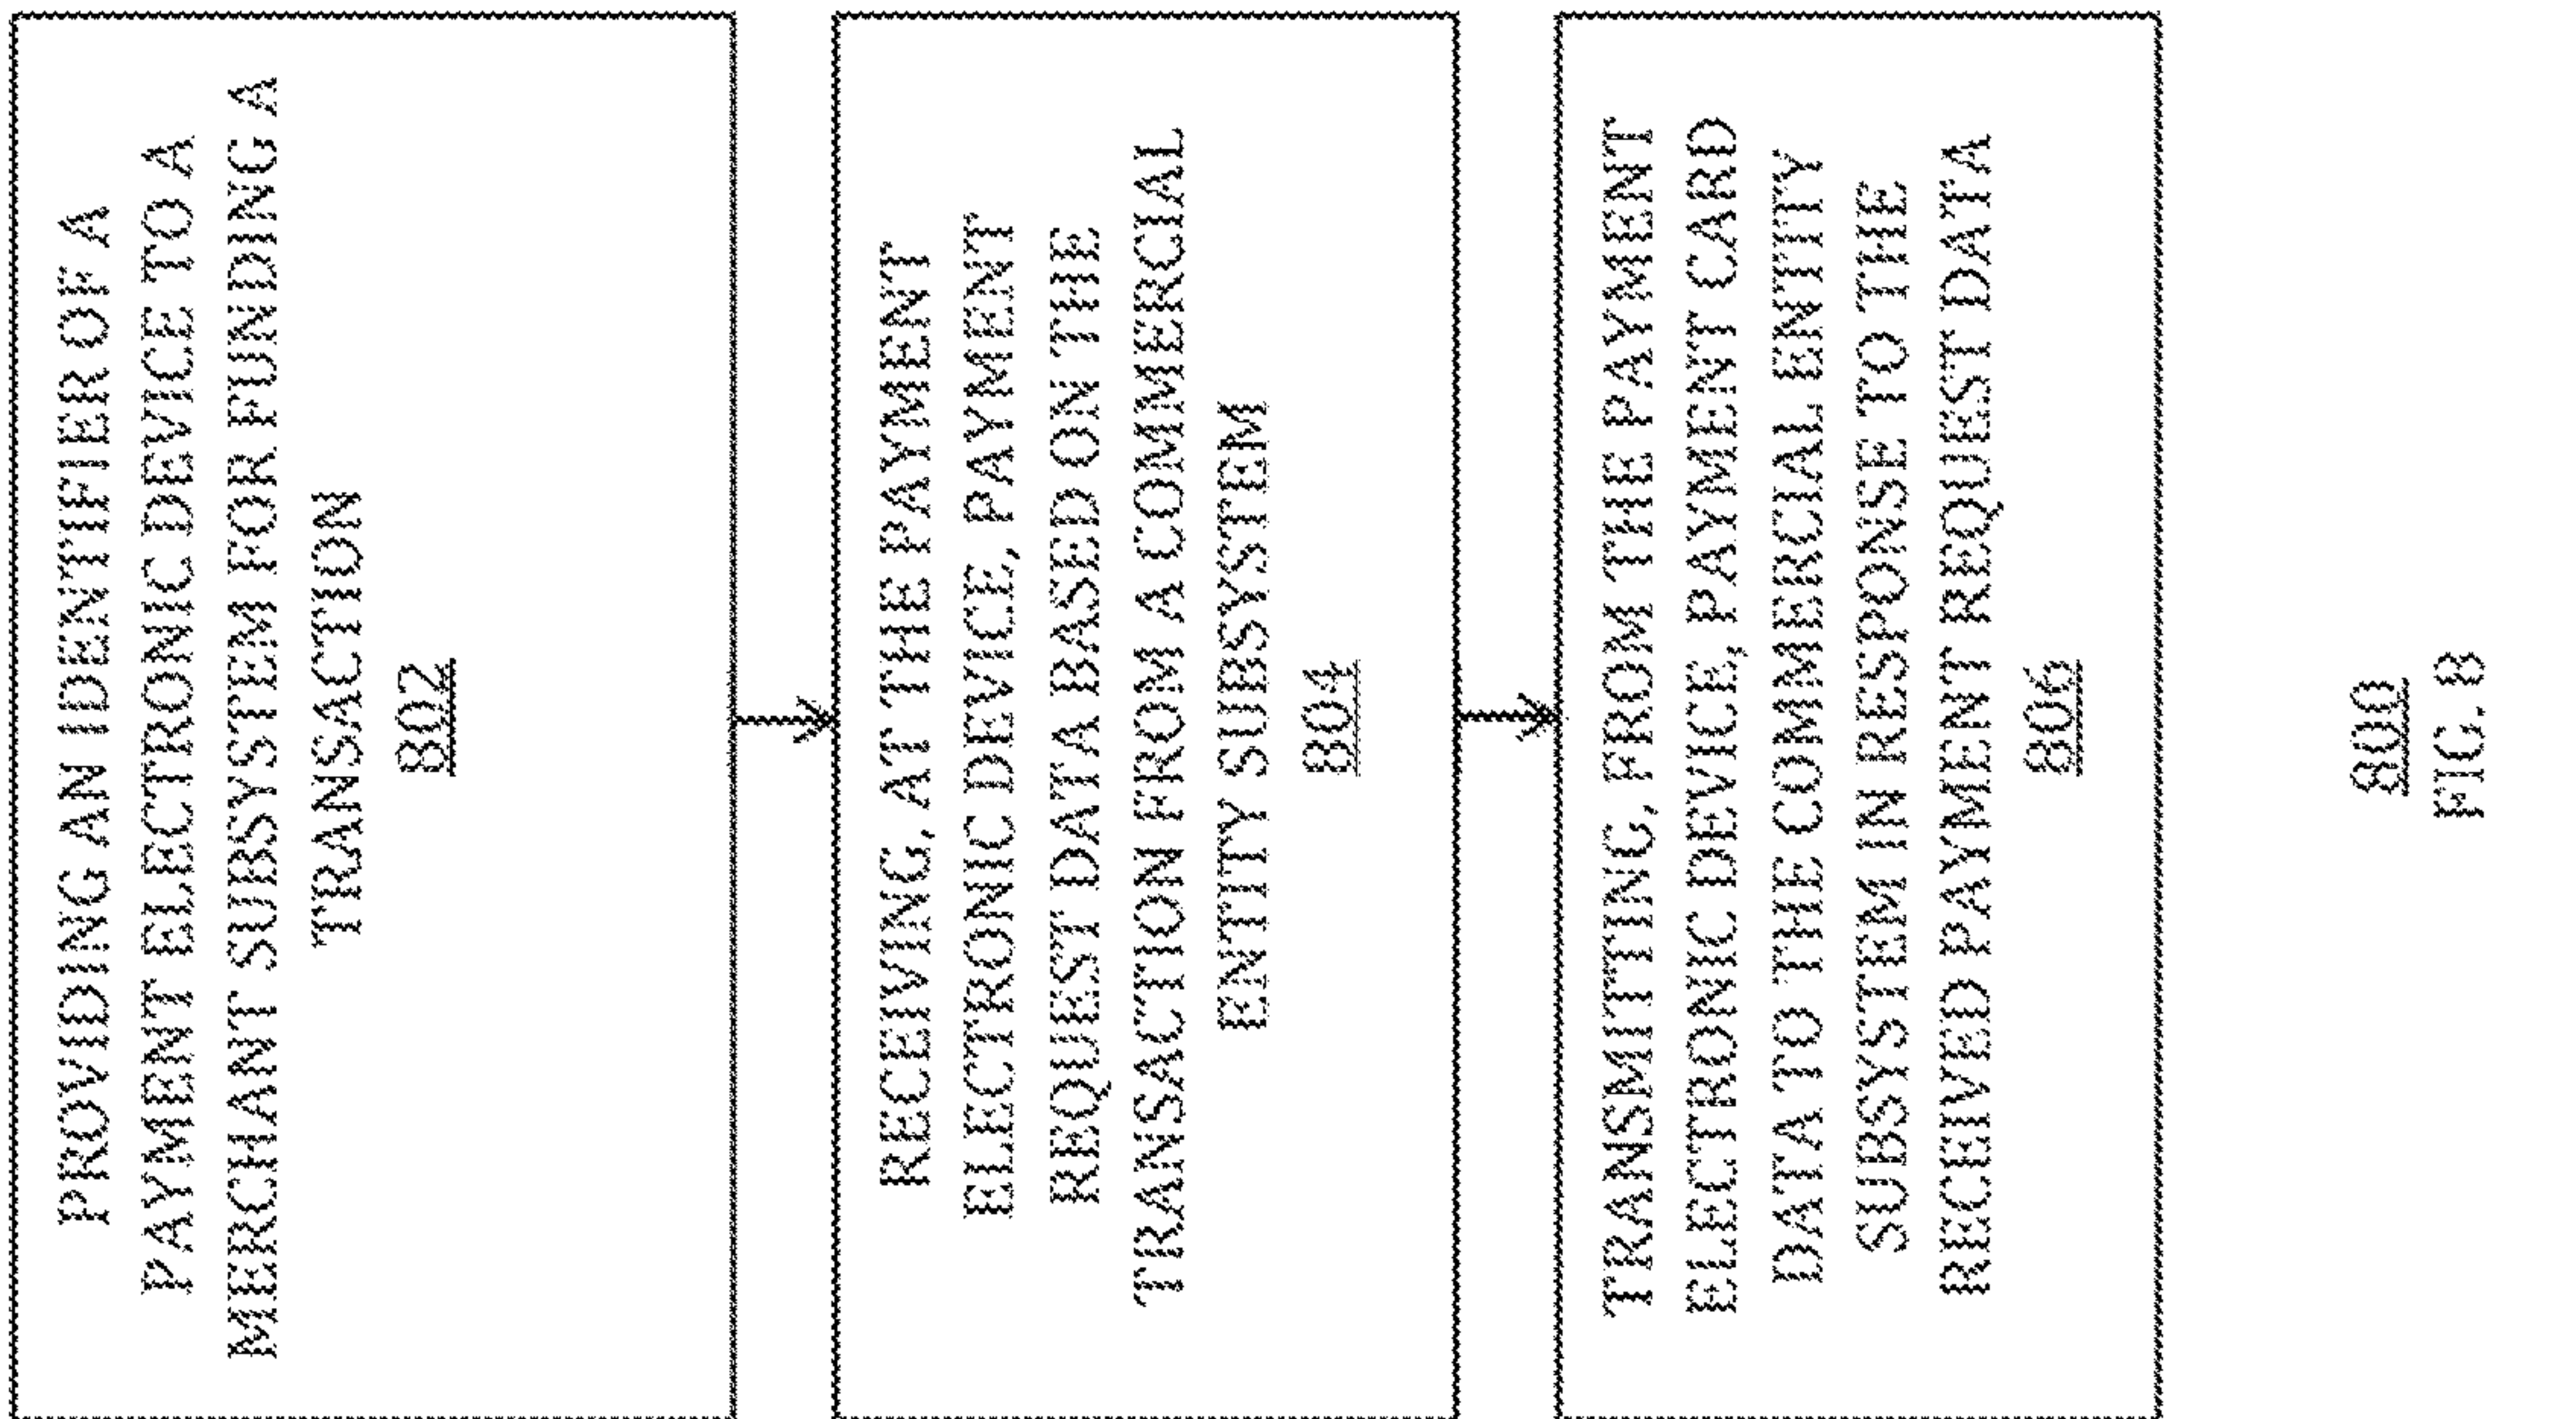 PROVIDING AN IDENTIFIER OF A
PAYMENT ELECTRONIC DEVICE TO A
MERCHANT SUBSYSTEM FOR FUNDING A
TRANSACTION
802
RECEIVING, AT THE PAYMENT
ELECTRONIC DEVICE, PAYMENT
REQUEST DATA BASED ON THE
TRANSACTION FROM A COMMERCIAL
ENTITY SUBSYSTEM
804
TRANSMITTING, FROM THE PAYMENT
ELECTRONIC DEVICE, PAYMENT CARD
DATA TO THE COMMERCIAL ENTITY
SUBSYSTEM IN RESPONSE TO THE
RECEIVED PAYMENT REQUEST DATA
806
800
FIG. 8